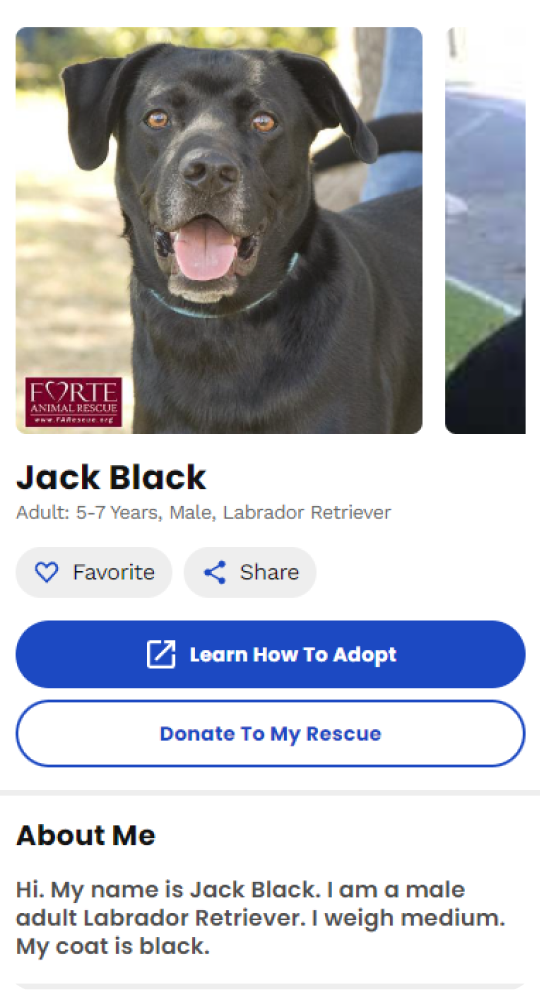 FORTE
ANIMAL RESCUE
www.FARescue.org
Jack Black
Adult: 5-7 Years, Male, Labrador Retriever
Favorite
Share
Learn How To Adopt
Donate To My Rescue
About Me
Hi. My name is Jack Black. I am a male
adult Labrador Retriever. I weigh medium.
My coat is black.